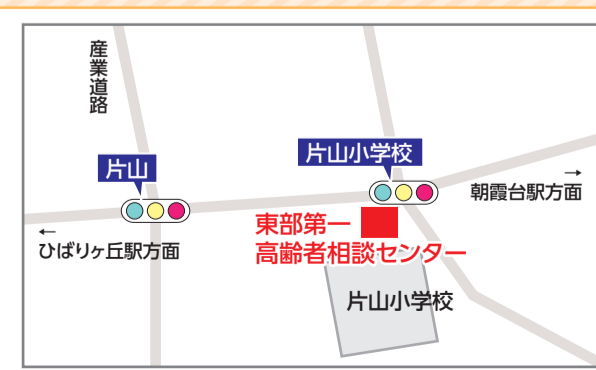 産業道路
片山
片山小学校
→
朝霞台駅方面
←
ひばりヶ丘駅方面
東部第一
高齢者相談センター
片山小学校